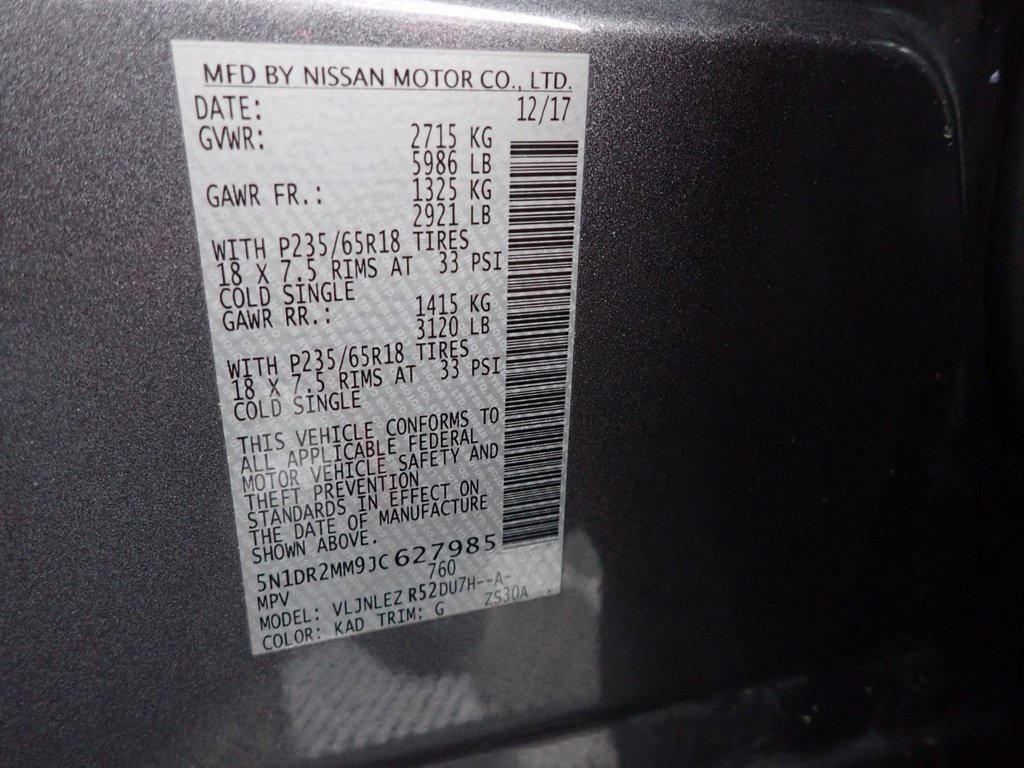 MFD BY NISSAN MOTOR CO., LTD.
DATE: 12/17
GVWR: 2715 KG
5986 LB
GAWR FR.: 1325 KG
2921 LB
WITH P235/65R18 TIRES
18 X 7.5 RIMS AT 33 PSI
COLD SINGLE
GAWR RR.: 1415 KG
3120 LB
WITH P235/65R18 TIRES
18 X 7.5 RIMS AT 33 PSI
COLD SINGLE
THIS VEHICLE CONFORMS TO
ALL APPLICABLE FEDERAL
MOTOR VEHICLE SAFETY AND
THEFT PREVENTION
STANDARDS IN EFFECT ON
THE DATE OF MANUFACTURE
SHOWN ABOVE.
5N1DR2MM9JC627985
MPV 760
MODEL: VLJNLEZ R52DU7H--A-
COLOR: KAD TRIM: G ZS30A